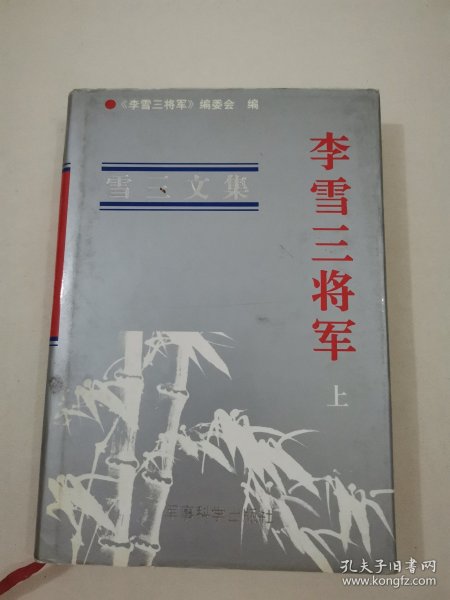 《李雪三将军》编委会 编
李雪三将军
上
雪三文集
军事科学出版社
孔夫子旧书网
www.kongfz.com